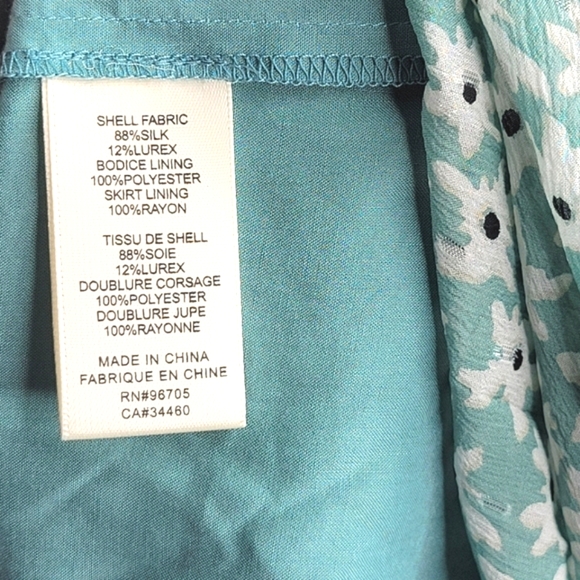 SHELL FABRIC
88%SILK
12%LUREX
BODICE LINING
100%POLYESTER
SKIRT LINING
100%RAYON
TISSU DE SHELL
88%SOIE
12%LUREX
DOUBLURE CORSAGE
100%POLYESTER
DOUBLURE JUPE
100%RAYONNE
MADE IN CHINA
FABRIQUE EN CHINE
RN#96705
CA#34460